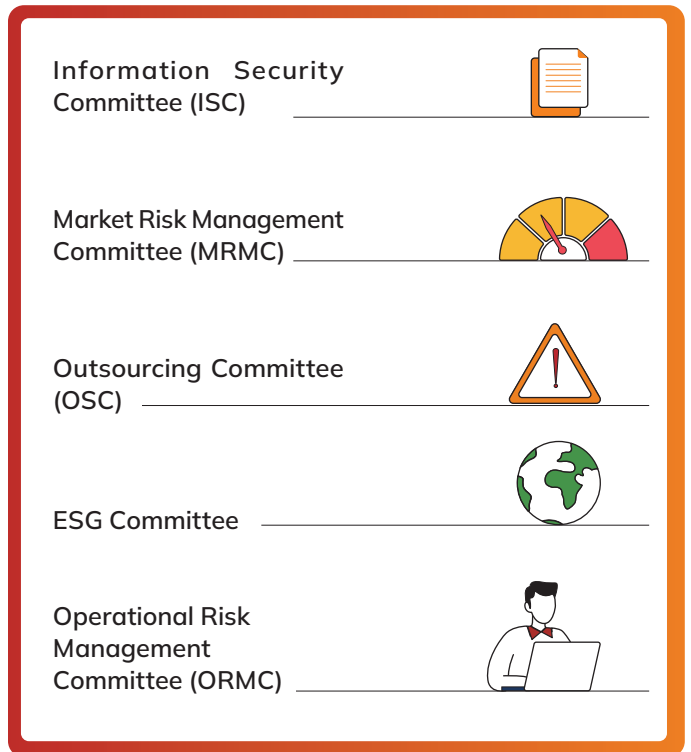 Information Security
Committee (ISC)
Market Risk Management
Committee (MRMC)
Outsourcing Committee
(OSC)
ESG Committee
Operational Risk
Management
Committee (ORMC)